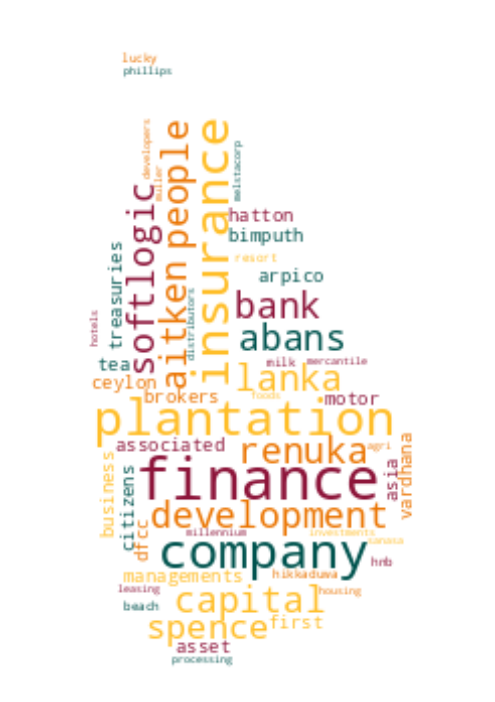 lucky
phillips
developers
muller
people
insurance
melstacorp
softlogic
aitken
hatton
bimputh
treasuries
resort
arpico
distributors
bank
hotels
abans
tea
milk mercantile
ceylon
lanka
brokers
foods
motor
plantation
associated
renuka
agri
vardhana
business
citizens
finance
asia
dfcc
development
millennium
investments
sanasa
company
hnb
managements
hikkaduwa
leasing
housing
beach
capital
spence
first
asset
processing